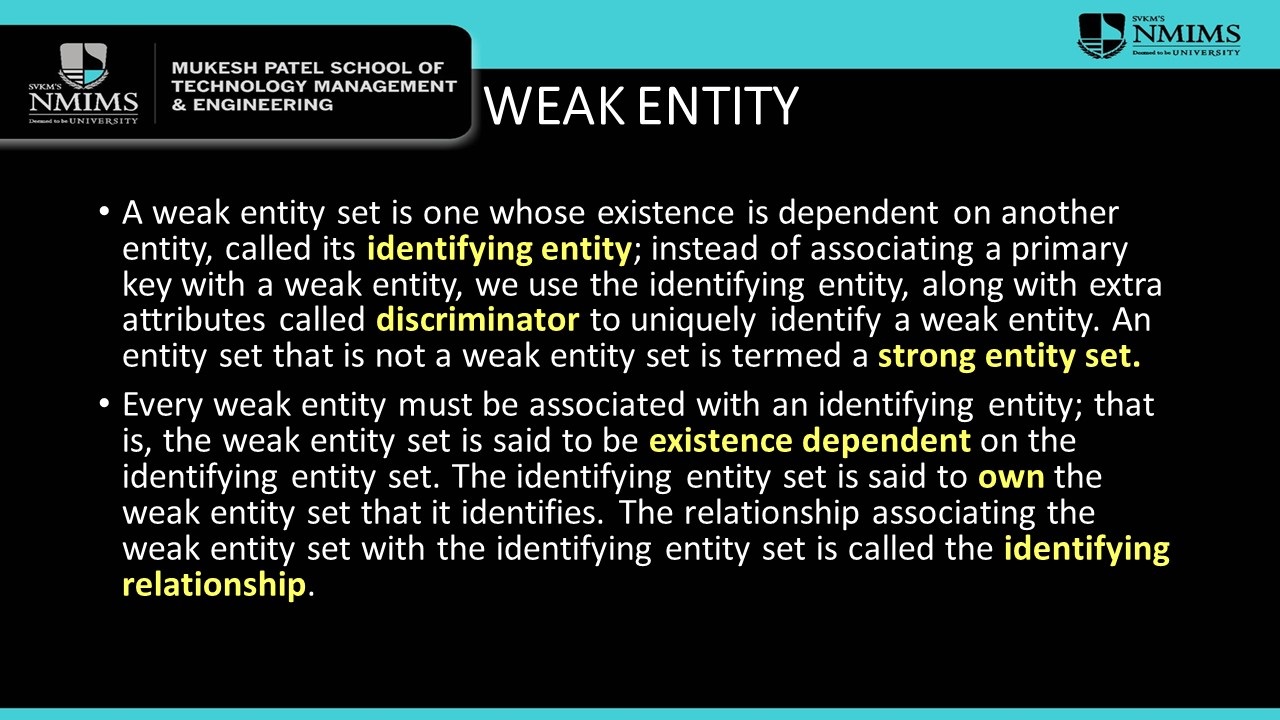 SVKM'S
NMIMS
Deemed to be UNIVERSITY
MUKESH PATEL SCHOOL OF
TECHNOLOGY MANAGEMENT
& ENGINEERING
SVKM'S
NMIMS
Deemed to be UNIVERSITY
WEAK ENTITY
• A weak entity set is one whose existence is dependent on another
entity, called its identifying entity; instead of associating a primary
key with a weak entity, we use the identifying entity, along with extra
attributes called discriminator to uniquely identify a weak entity. An
entity set that is not a weak entity set is termed a strong entity set.
• Every weak entity must be associated with an identifying entity; that
is, the weak entity set is said to be existence dependent on the
identifying entity set. The identifying entity set is said to own the
weak entity set that it identifies. The relationship associating the
weak entity set with the identifying entity set is called the identifying
relationship.